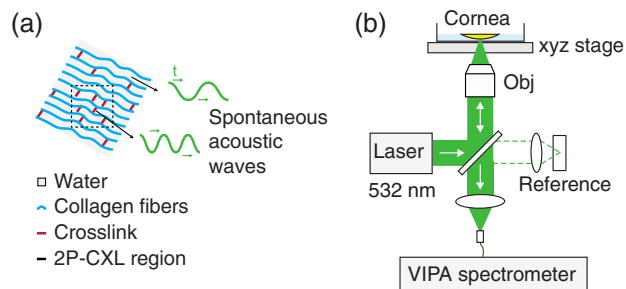 (a)
t
Spontaneous
acoustic
waves
Water
Collagen fibers
Crosslink
2P-CXL region
(b)
Cornea
xyz stage
Obj
Laser
532 nm
Reference
VIPA spectrometer